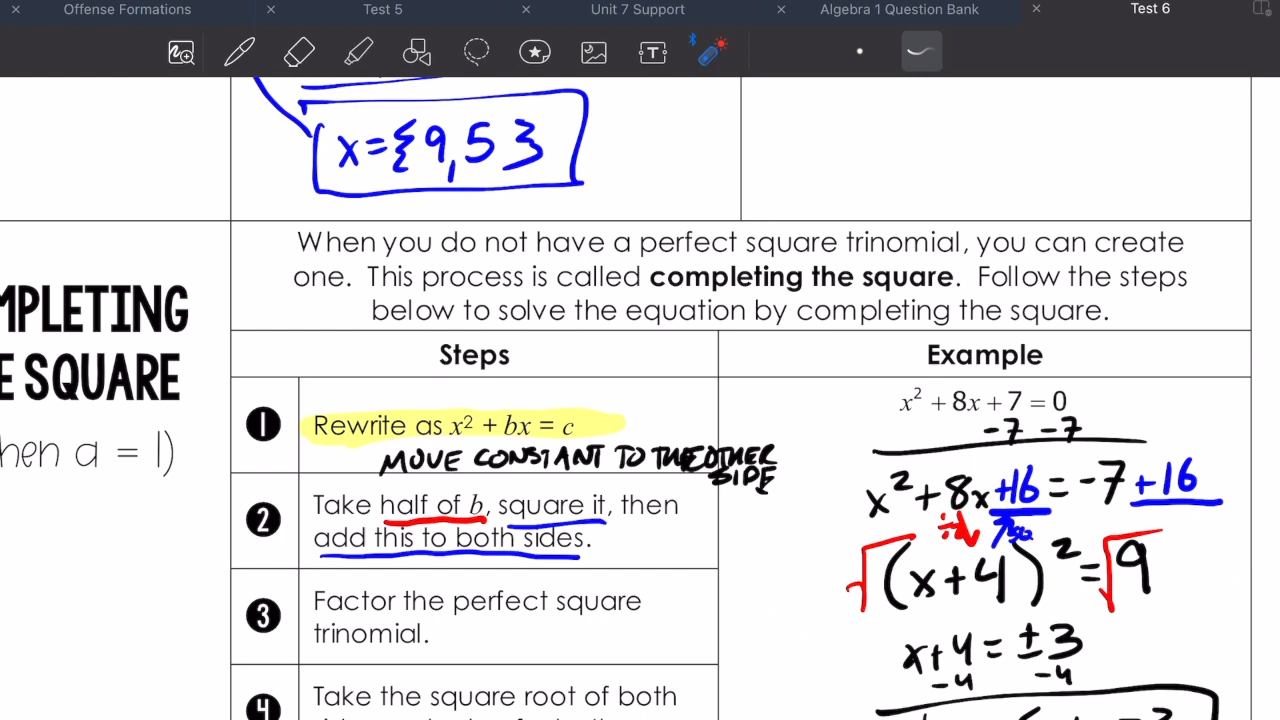 Offense Formations
Test 5
Unit 7 Support
Algebra 1 Question Bank
Test 6
x={9,5}
When you do not have a perfect square trinomial, you can create
one. This process is called completing the square. Follow the steps
below to solve the equation by completing the square.
MPLETING
E SQUARE
hen a = 1)
Steps
Example
1
Rewrite as x² + bx = c
MOVE CONSTANT TO THE OTHER
SIDE
x² + 8x + 7 = 0
-7 -7
2
Take half of b, square it, then
add this to both sides.
x²+8x+16=-7+16
÷2
√(x+4)²=√9
3
Factor the perfect square
trinomial.
x+4=±3
-4 -4
4
Take the square root of both